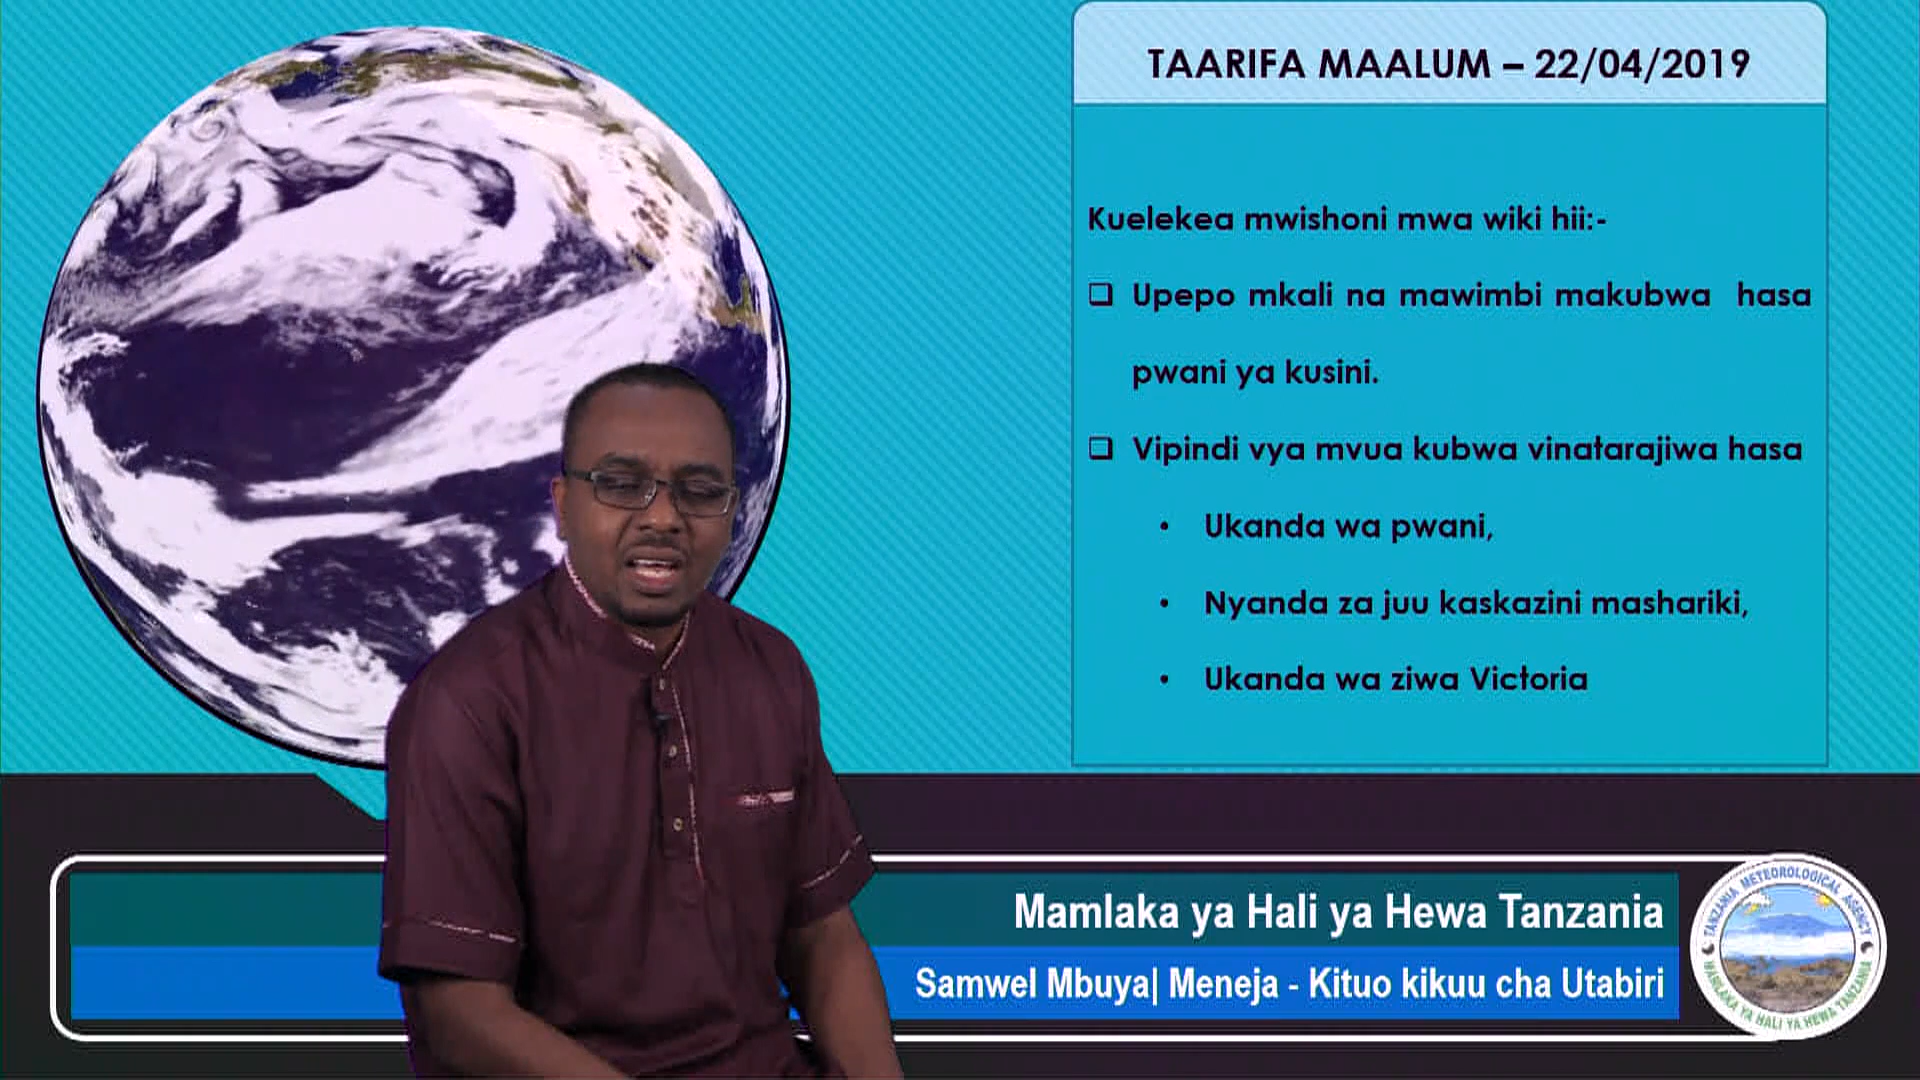 TAARIFA MAALUM – 22/04/2019
Kuelekea mwishoni mwa wiki hii:-
❑ Upepo mkali na mawimbi makubwa hasa
pwani ya kusini.
❑ Vipindi vya mvua kubwa vinatarajiwa hasa
• Ukanda wa pwani,
• Nyanda za juu kaskazini mashariki,
• Ukanda wa ziwa Victoria
Mamlaka ya Hali ya Hewa Tanzania
Samwel Mbuya| Meneja - Kituo kikuu cha Utabiri
TANZANIA METEOROLOGICAL AGENCY
MAMLAKA YA HALI YA HEWA TANZANIA